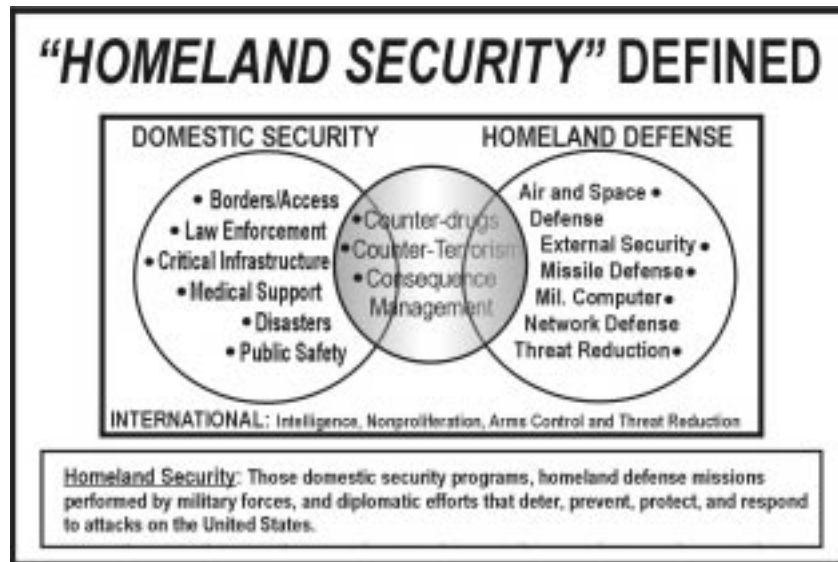 "HOMELAND SECURITY" DEFINED
DOMESTIC SECURITY
• Borders/Access
• Law Enforcement
• Critical Infrastructure
• Medical Support
• Disasters
• Public Safety
• Counter-drugs
• Counter-Terrorism
• Consequence
Management
HOMELAND DEFENSE
Air and Space •
Defense
External Security •
Missile Defense •
Mil. Computer •
Network Defense
Threat Reduction •
INTERNATIONAL: Intelligence, Nonproliferation, Arms Control and Threat Reduction
Homeland Security: Those domestic security programs, homeland defense missions
performed by military forces, and diplomatic efforts that deter, prevent, protect, and respond
to attacks on the United States.